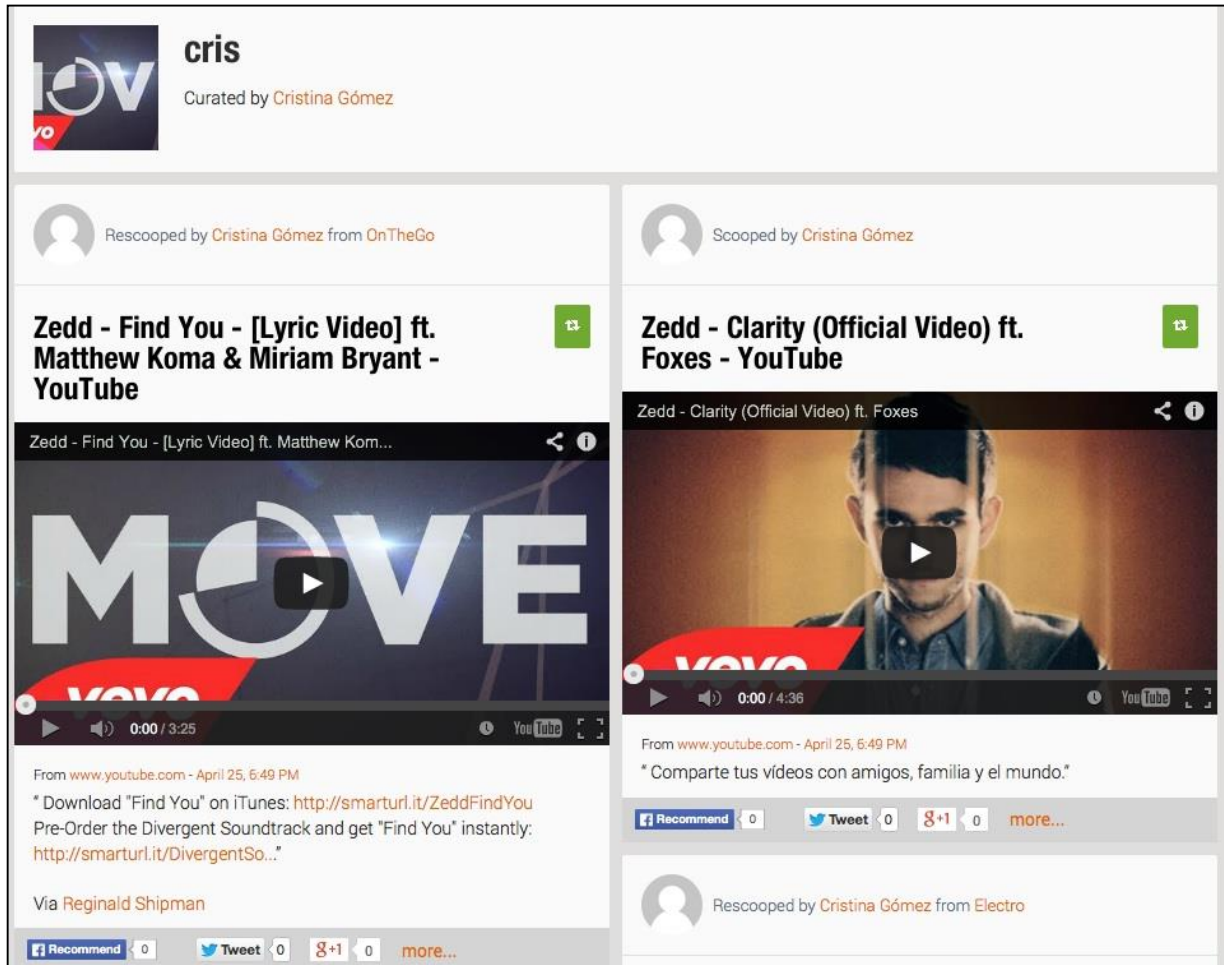 MOV
vevo
cris
Curated by Cristina Gómez
Rescooped by Cristina Gómez from OnTheGo
Zedd - Find You - [Lyric Video] ft.
Matthew Koma & Miriam Bryant -
YouTube
Zedd - Find You - [Lyric Video] ft. Matthew Kom...
MOVE
vevo
0:00 / 3:25
YouTube
From www.youtube.com - April 25, 6:49 PM
“ Download "Find You" on iTunes: http://smarturl.it/ZeddFindYou
Pre-Order the Divergent Soundtrack and get "Find You" instantly:
http://smarturl.it/DivergentSo...”
Via Reginald Shipman
Recommend 0 Tweet 0 g+1 0 more...
Scooped by Cristina Gómez
Zedd - Clarity (Official Video) ft.
Foxes - YouTube
Zedd - Clarity (Official Video) ft. Foxes
vevo
0:00 / 4:36
YouTube
From www.youtube.com - April 25, 6:49 PM
“ Comparte tus vídeos con amigos, familia y el mundo.”
Recommend 0 Tweet 0 g+1 0 more...
Rescooped by Cristina Gómez from Electro